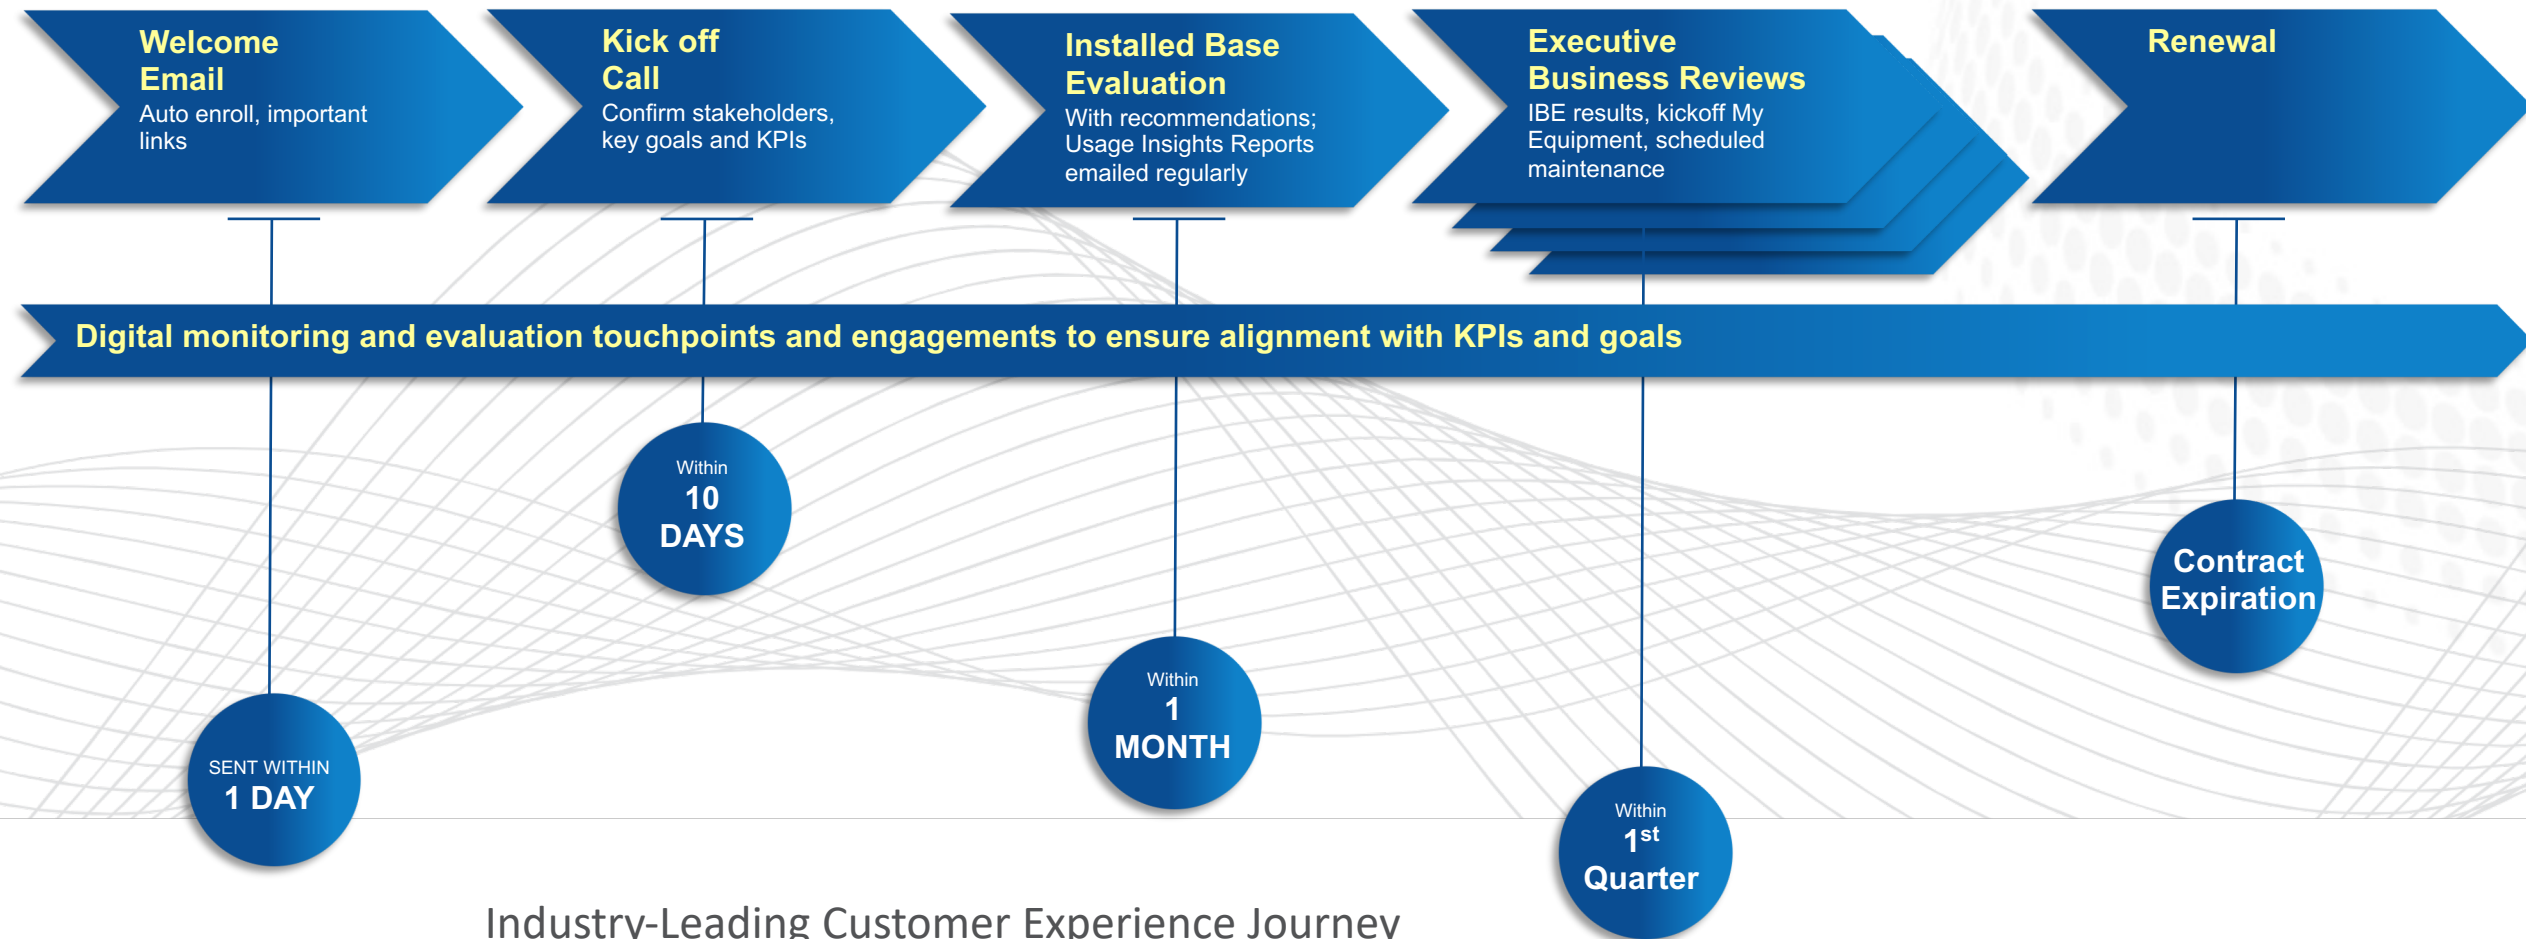 Welcome
Email
Auto enroll, important
links
Kick off
Call
Confirm stakeholders,
key goals and KPIs
Installed Base
Evaluation
With recommendations;
Usage Insights Reports
emailed regularly
Executive
Business Reviews
IBE results, kickoff My
Equipment, scheduled
maintenance
Renewal
Digital monitoring and evaluation touchpoints and engagements to ensure alignment with KPIs and goals
Within
10
DAYS
Contract
Expiration
Within
1
MONTH
SENT WITHIN
1 DAY
Within
1st
Quarter
Industry-Leading Customer Experience Journey